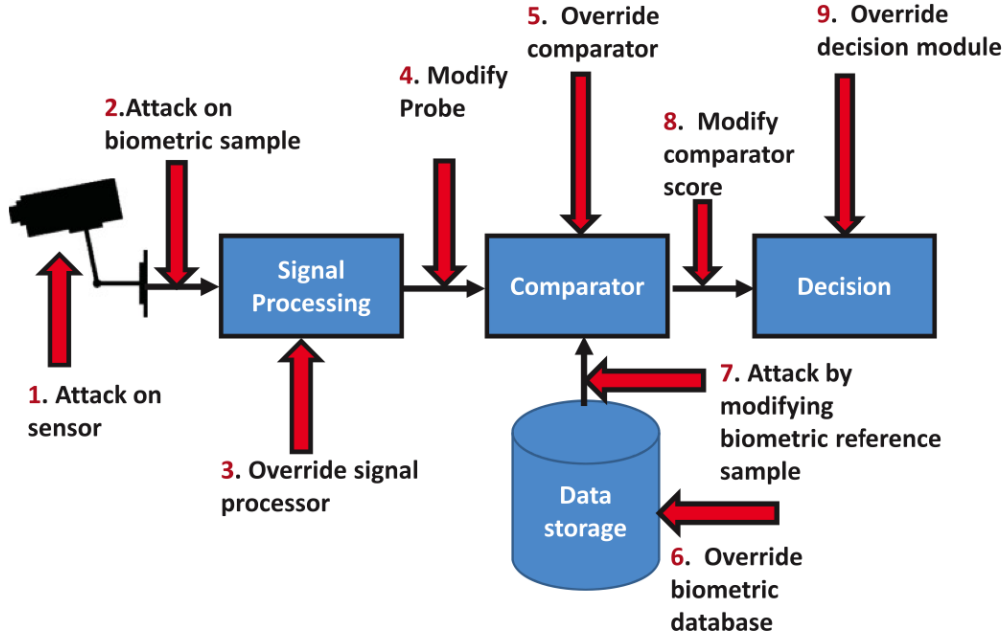 5. Override
comparator
9. Override
decision module
4. Modify
Probe
2.Attack on
biometric sample
8. Modify
comparator
score
Signal
Processing
Comparator
Decision
1. Attack on
sensor
7. Attack by
modifying
biometric reference
sample
3. Override signal
processor
Data
storage
6. Override
biometric
database